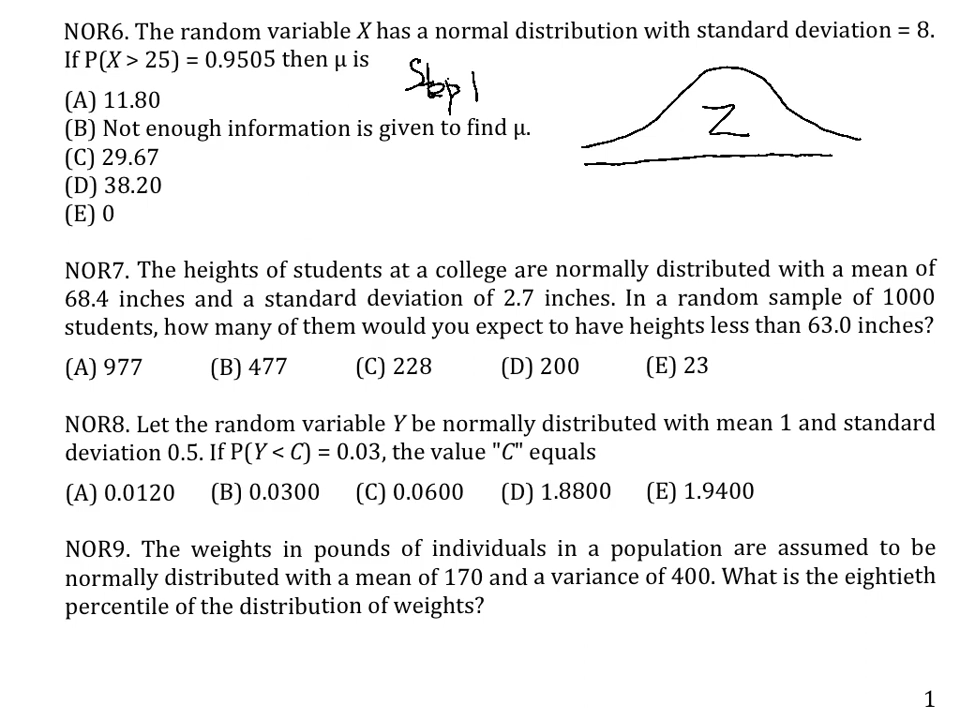 NOR6. The random variable X has a normal distribution with standard deviation = 8.
If P(X > 25) = 0.9505 then μ is
Step 1
(A) 11.80
Z
(B) Not enough information is given to find μ.
(C) 29.67
(D) 38.20
(E) 0
NOR7. The heights of students at a college are normally distributed with a mean of
68.4 inches and a standard deviation of 2.7 inches. In a random sample of 1000
students, how many of them would you expect to have heights less than 63.0 inches?
(A) 977 (B) 477 (C) 228 (D) 200 (E) 23
NOR8. Let the random variable Y be normally distributed with mean 1 and standard
deviation 0.5. If P(Y < C) = 0.03, the value "C" equals
(A) 0.0120 (B) 0.0300 (C) 0.0600 (D) 1.8800 (E) 1.9400
NOR9. The weights in pounds of individuals in a population are assumed to be
normally distributed with a mean of 170 and a variance of 400. What is the eightieth
percentile of the distribution of weights?
1